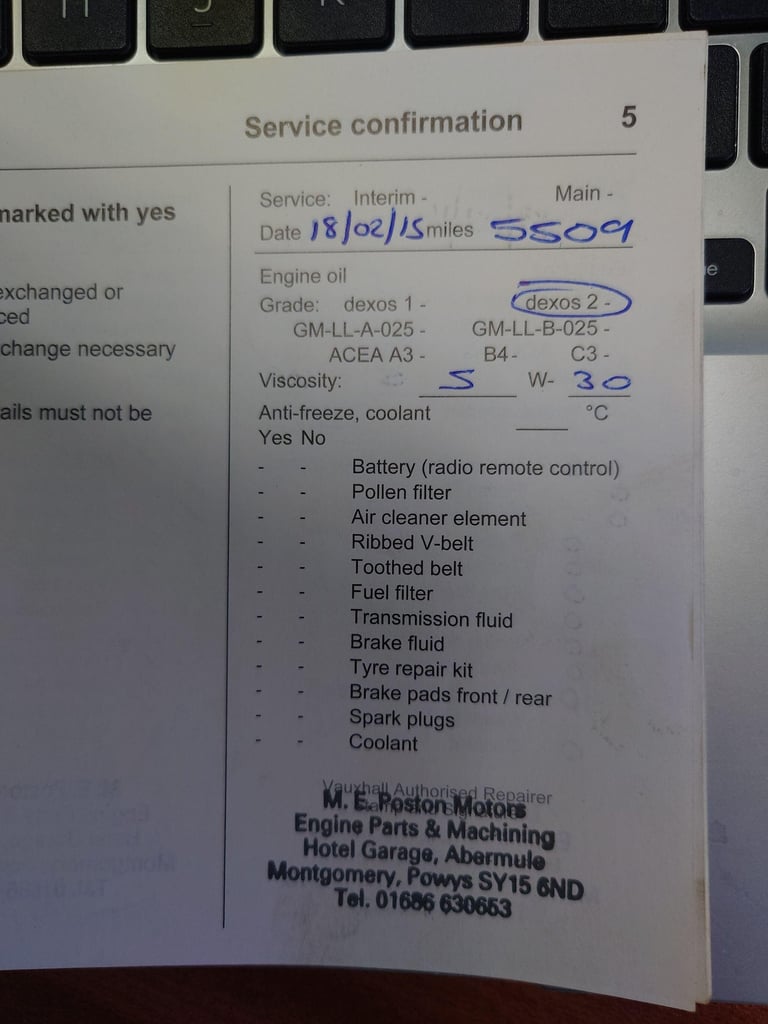 H J K
Service confirmation 5
marked with yes
exchanged or
ced
change necessary
ails must not be
Service: Interim - Main -
Date 18/02/15 miles 5509
Engine oil
Grade: dexos 1 - dexos 2 -
GM-LL-A-025 - GM-LL-B-025 -
ACEA A3 - B4 - C3 -
Viscosity: 5 W- 30
Anti-freeze, coolant ____ °C
Yes No
- - Battery (radio remote control)
- - Pollen filter
- - Air cleaner element
- - Ribbed V-belt
- - Toothed belt
- - Fuel filter
- - Transmission fluid
- - Brake fluid
- - Tyre repair kit
- - Brake pads front / rear
- - Spark plugs
- - Coolant
Vauxhall Authorised Repairer
M. E. Poston Motors
Engine Parts & Machining
Hotel Garage, Abermule
Montgomery, Powys SY15 6ND
Tel. 01686 630653